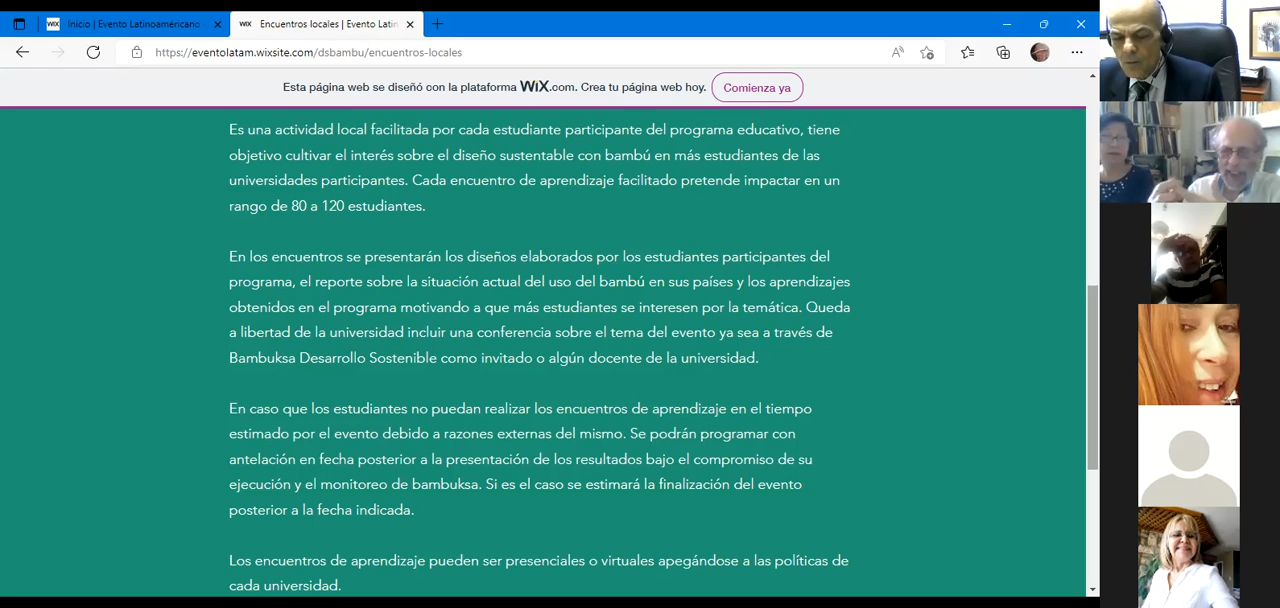 Inicio | Evento Latinoaméricano
Encuentros locales | Evento Latin
https://eventolatam.wixsite.com/dsbambu/encuentros-locales
Esta página web se diseñó con la plataforma WiX.com. Crea tu página web hoy.
Comienza ya
Es una actividad local facilitada por cada estudiante participante del programa educativo, tiene
objetivo cultivar el interés sobre el diseño sustentable con bambú en más estudiantes de las
universidades participantes. Cada encuentro de aprendizaje facilitado pretende impactar en un
rango de 80 a 120 estudiantes.
En los encuentros se presentarán los diseños elaborados por los estudiantes participantes del
programa, el reporte sobre la situación actual del uso del bambú en sus países y los aprendizajes
obtenidos en el programa motivando a que más estudiantes se interesen por la temática. Queda
a libertad de la universidad incluir una conferencia sobre el tema del evento ya sea a través de
Bambuksa Desarrollo Sostenible como invitado o algún docente de la universidad.
En caso que los estudiantes no puedan realizar los encuentros de aprendizaje en el tiempo
estimado por el evento debido a razones externas del mismo. Se podrán programar con
antelación en fecha posterior a la presentación de los resultados bajo el compromiso de su
ejecución y el monitoreo de bambuksa. Si es el caso se estimará la finalización del evento
posterior a la fecha indicada.
Los encuentros de aprendizaje pueden ser presenciales o virtuales apegándose a las políticas de
cada universidad.